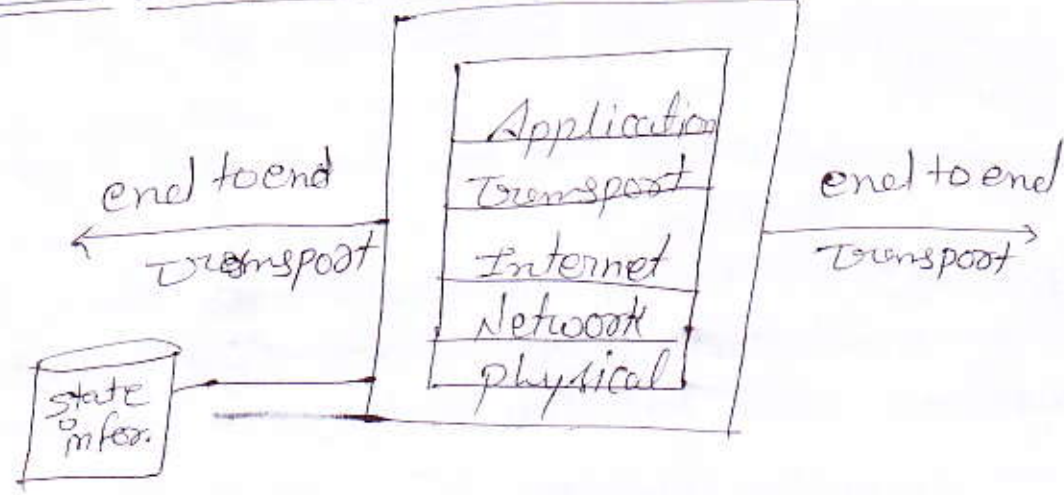 Application
end to end
Transport
Transport
Internet
Network
physical
end to end
Transport
state
infor.